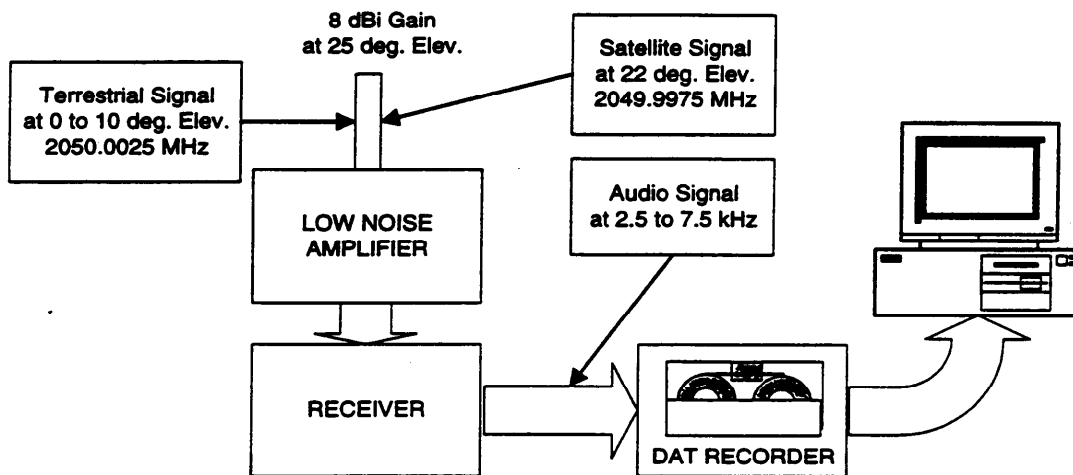 8 dBi Gain
at 25 deg. Elev.
Satellite Signal
at 22 deg. Elev.
2049.9975 MHz
Terrestrial Signal
at 0 to 10 deg. Elev.
2050.0025 MHz
Audio Signal
at 2.5 to 7.5 kHz
LOW NOISE
AMPLIFIER
RECEIVER
DAT RECORDER